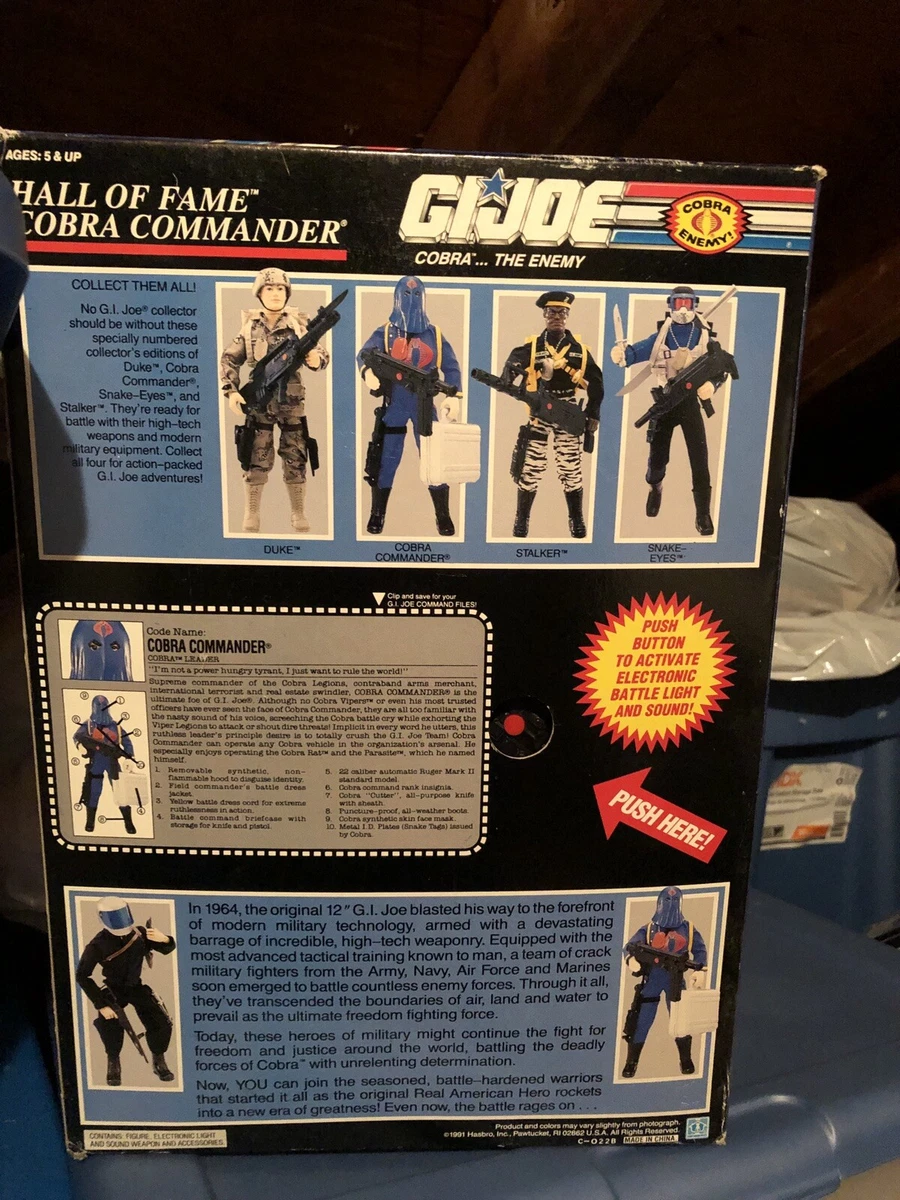 AGES: 5 & UP
HALL OF FAME™
COBRA COMMANDER®
G.I. JOE
COBRA™... THE ENEMY
COBRA
ENEMY!
COLLECT THEM ALL!
No G.I. Joe® collector
should be without these
specially numbered
collector's editions of
Duke™, Cobra
Commander®,
Snake–Eyes™, and
Stalker™. They're ready for
battle with their high–tech
weapons and modern
military equipment. Collect
all four for action–packed
G.I. Joe adventures!
DUKE™
COBRA
COMMANDER®
STALKER™
SNAKE–
EYES™
Clip and save for your
G.I. JOE COMMAND FILES!
Code Name:
COBRA COMMANDER®
COBRA™ LEADER
"I'm not a power hungry tyrant, I just want to rule the world!"
Supreme commander of the Cobra Legions, contraband arms merchant,
international terrorist and real estate swindler, COBRA COMMANDER® is the
ultimate foe of G.I. Joe®. Although no Cobra Vipers™ or even his most trusted
officers have ever seen the face of Cobra Commander, they are all too familiar with
the nasty sound of his voice, screeching the Cobra battle cry while exhorting the
Viper Legions to attack or shout dire threats! Implicit in every word he utters, this
ruthless leader's principle desire is to totally crush the G.I. Joe Team! Cobra
Commander can operate any Cobra vehicle in the organization's arsenal. He
especially enjoys operating the Cobra Rat™ and the Parasite™, which he named
himself.
1. Removable synthetic, non–
flammable hood to disguise identity.
2. Field commander's battle dress
jacket.
3. Yellow battle dress cord for extreme
ruthlessness in action.
4. Battle command briefcase with
storage for knife and pistol.
5. 22 caliber automatic Ruger Mark II
standard model.
6. Cobra command rank insignia.
7. Cobra "Cutter", all–purpose knife
with sheath.
8. Puncture–proof, all–weather boots.
9. Cobra synthetic skin face mask.
10. Metal I.D. Plates (Snake Tags) issued
by Cobra.
PUSH
BUTTON
TO ACTIVATE
ELECTRONIC
BATTLE LIGHT
AND SOUND!
PUSH HERE!
In 1964, the original 12" G.I. Joe blasted his way to the forefront
of modern military technology, armed with a devastating
barrage of incredible, high–tech weaponry. Equipped with the
most advanced tactical training known to man, a team of crack
military fighters from the Army, Navy, Air Force and Marines
soon emerged to battle countless enemy forces. Through it all,
they've transcended the boundaries of air, land and water to
prevail as the ultimate freedom fighting force.
Today, these heroes of military might continue the fight for
freedom and justice around the world, battling the deadly
forces of Cobra™ with unrelenting determination.
Now, YOU can join the seasoned, battle–hardened warriors
that started it all as the original Real American Hero rockets
into a new era of greatness! Even now, the battle rages on . . .
CONTAINS: FIGURE, ELECTRONIC LIGHT
AND SOUND WEAPON AND ACCESSORIES.
Product and colors may vary slightly from photograph.
©1991 Hasbro, Inc., Pawtucket, RI 02662 U.S.A. All Rights Reserved.
C–022B MADE IN CHINA